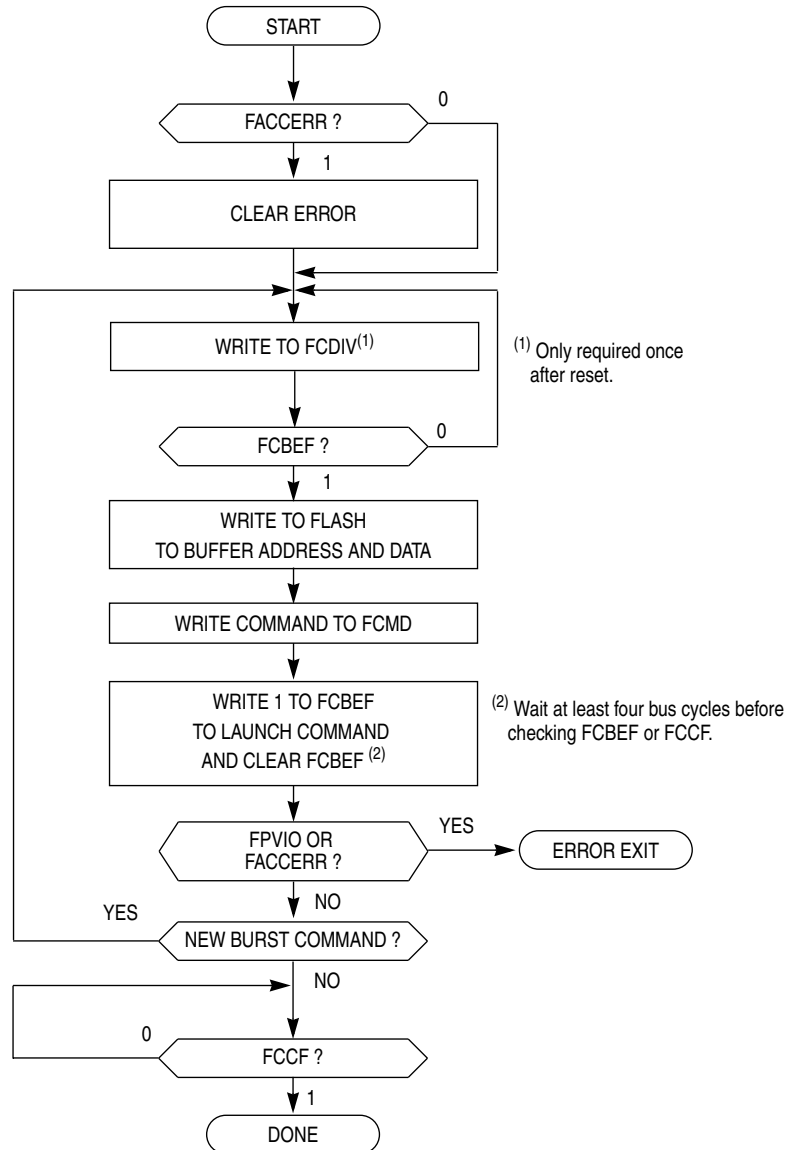 START
0
FACCERR ?
1
CLEAR ERROR
WRITE TO FCDIV(1)
(1) Only required once
after reset.
0
FCBEF ?
1
WRITE TO FLASH
TO BUFFER ADDRESS AND DATA
WRITE COMMAND TO FCMD
WRITE 1 TO FCBEF
TO LAUNCH COMMAND
AND CLEAR FCBEF (2)
(2) Wait at least four bus cycles before
checking FCBEF or FCCF.
FPVIO OR
FACCERR ?
YES
ERROR EXIT
NO
YES
NEW BURST COMMAND ?
NO
0
FCCF ?
1
DONE